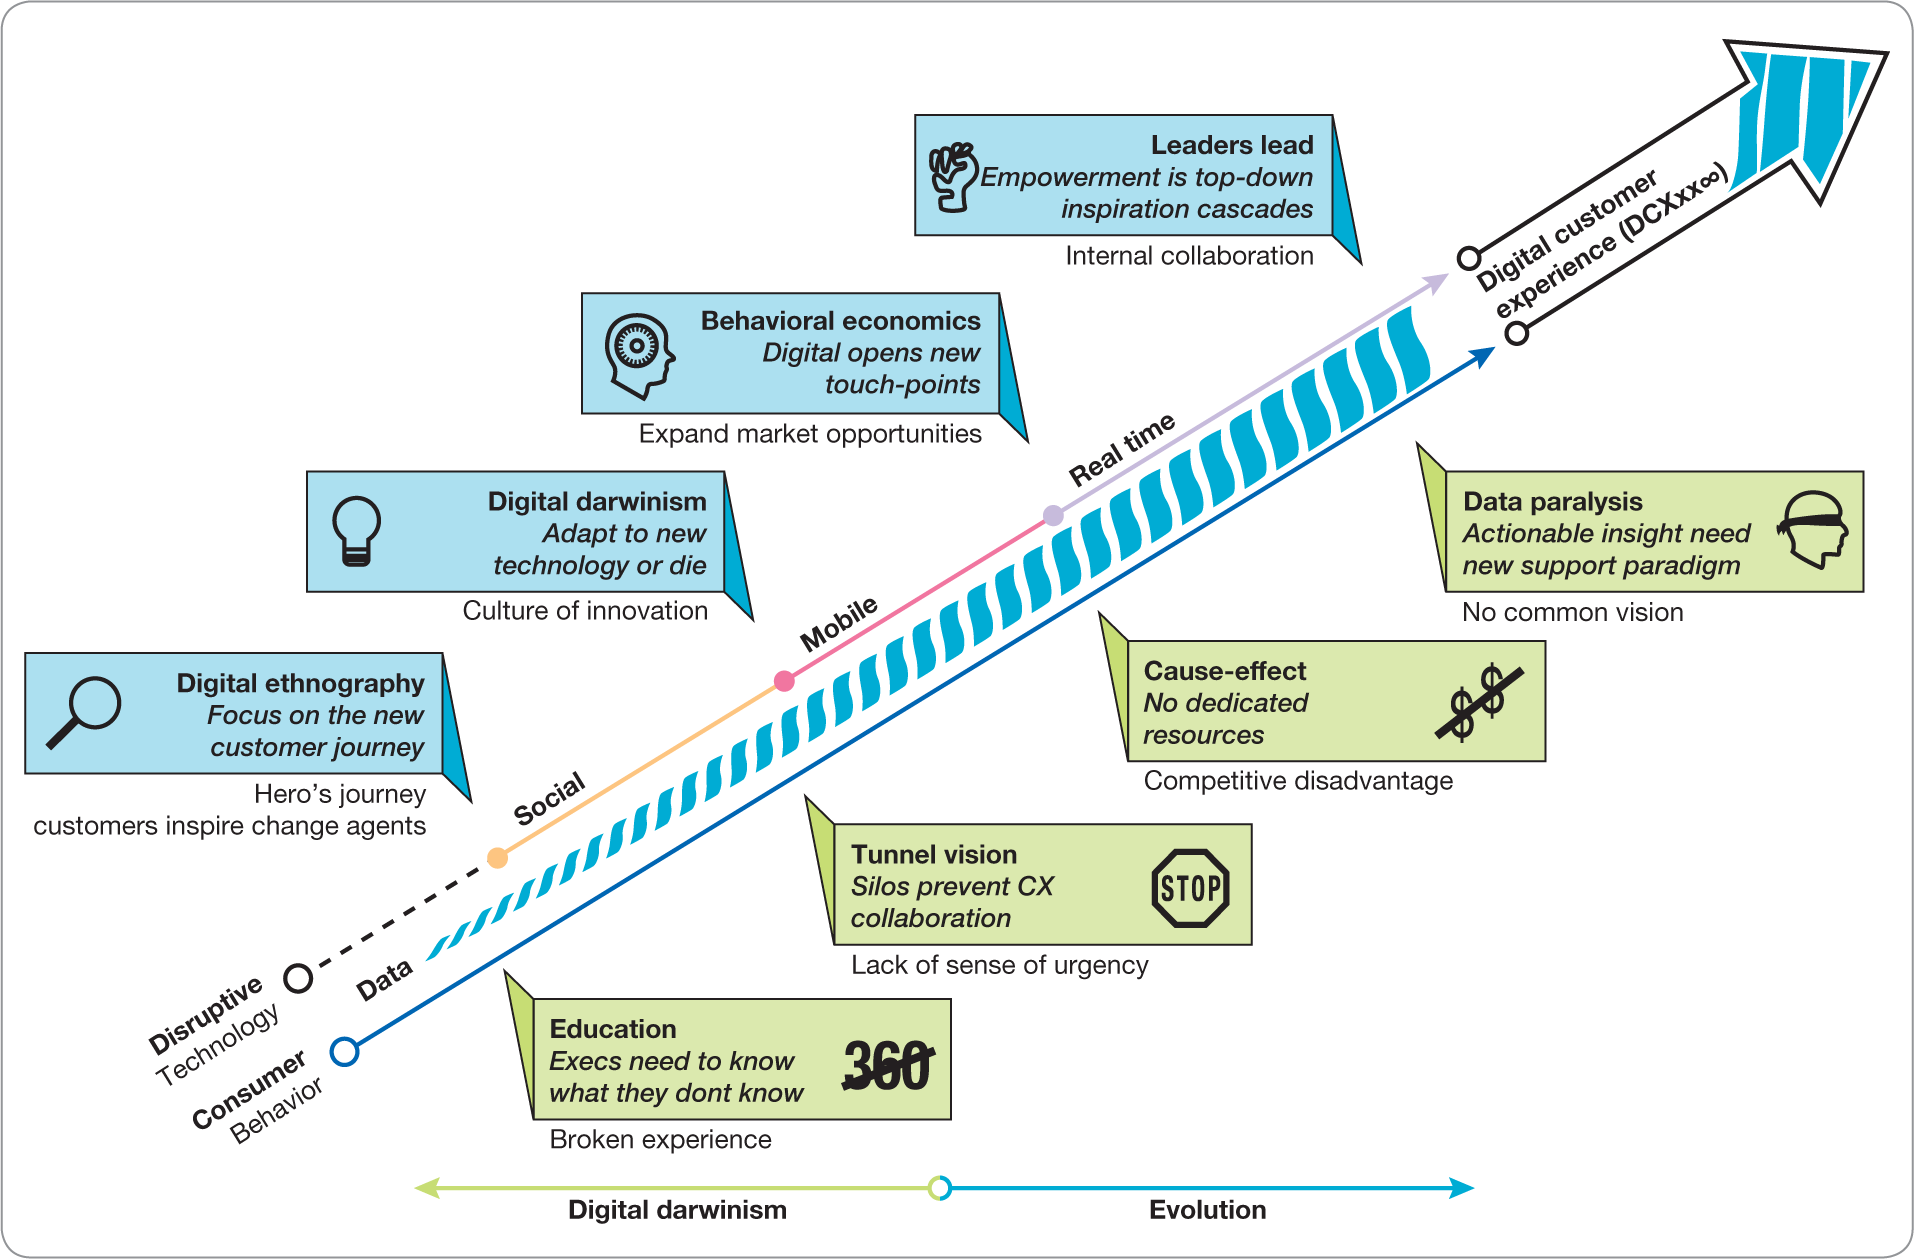 Leaders lead
Empowerment is top-down
inspiration cascades
Internal collaboration
Digital customer
experience (DCXxx∞)
Behavioral economics
Digital opens new
touch-points
Expand market opportunities
Real time
Digital darwinism
Adapt to new
technology or die
Culture of innovation
Data paralysis
Actionable insight need
new support paradigm
No common vision
Mobile
Cause-effect
No dedicated
resources
$$
Competitive disadvantage
Digital ethnography
Focus on the new
customer journey
Hero’s journey
customers inspire change agents
Social
Tunnel vision
Silos prevent CX
collaboration
STOP
Lack of sense of urgency
Data
Disruptive
Technology
Consumer
Behavior
Education
Execs need to know
what they dont know
360
Broken experience
Digital darwinism
Evolution